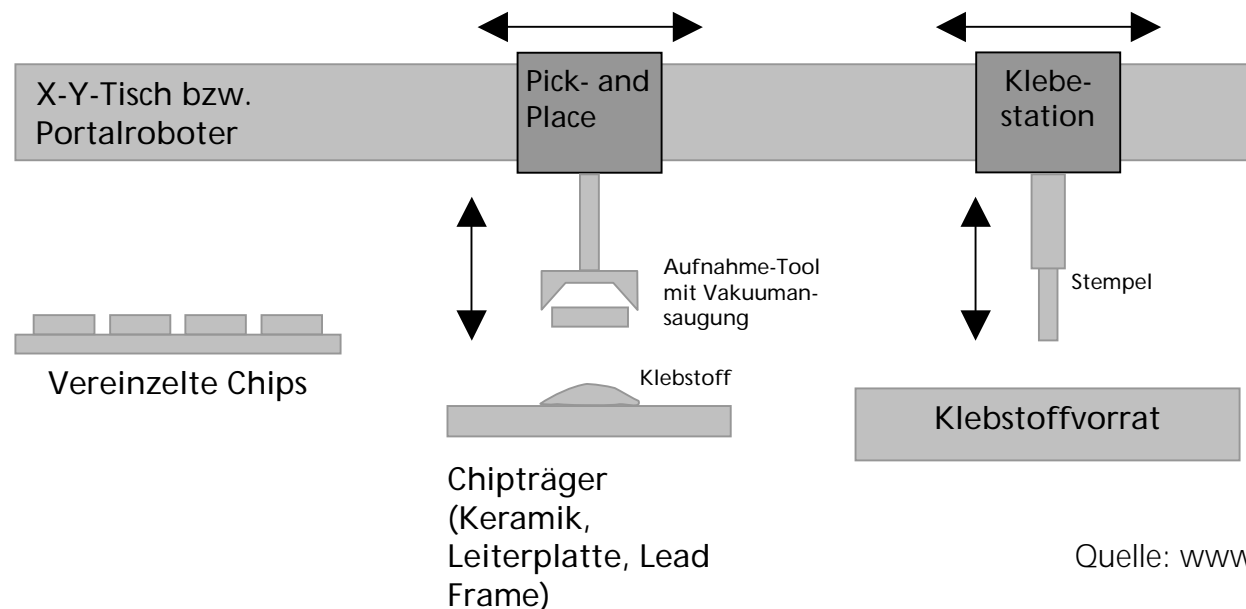 X-Y-Tisch bzw.
Portalroboter
Pick- and
Place
Klebe-
station
Aufnahme-Tool
mit Vakuuman-
saugung
Stempel
Vereinzelte Chips
Klebstoff
Klebstoffvorrat
Chipträger
(Keramik,
Leiterplatte, Lead
Frame)
Quelle: www